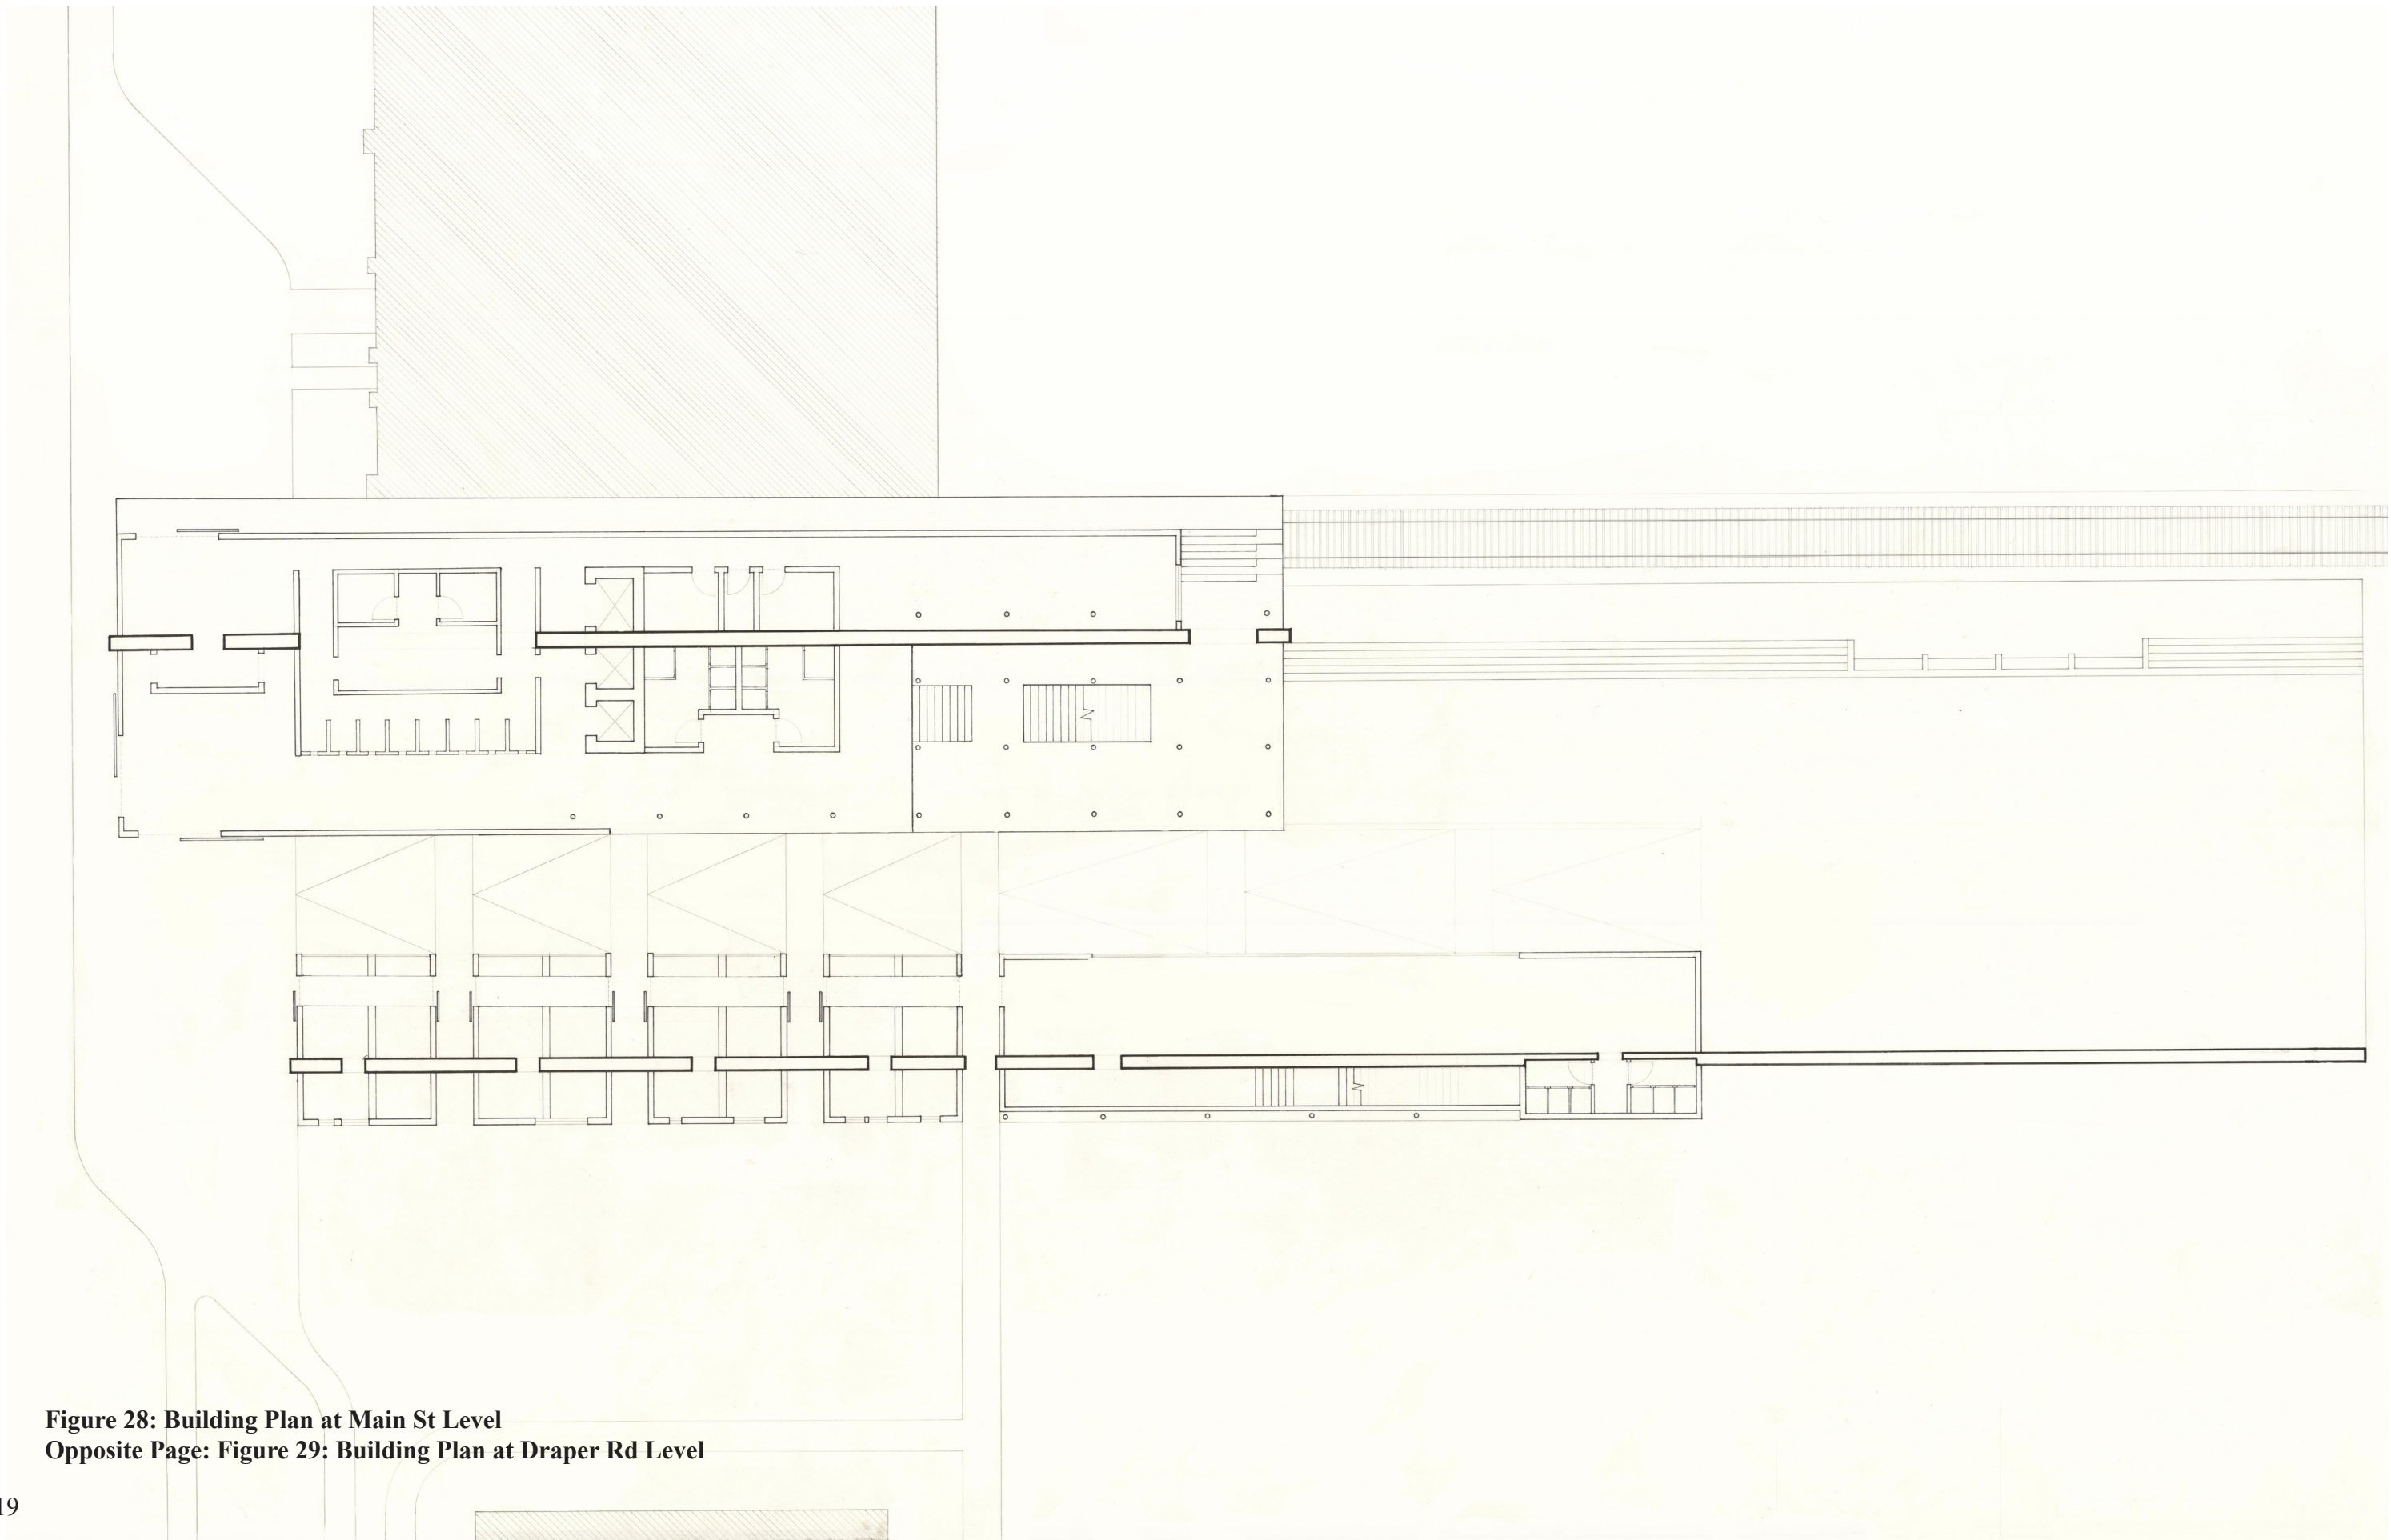 Figure 28: Building Plan at Main St Level
Opposite Page: Figure 29: Building Plan at Draper Rd Level
19